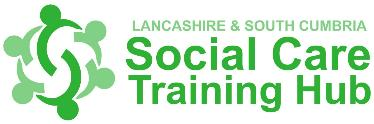 LANCASHIRE & SOUTH CUMBRIA
Social Care
Training Hub